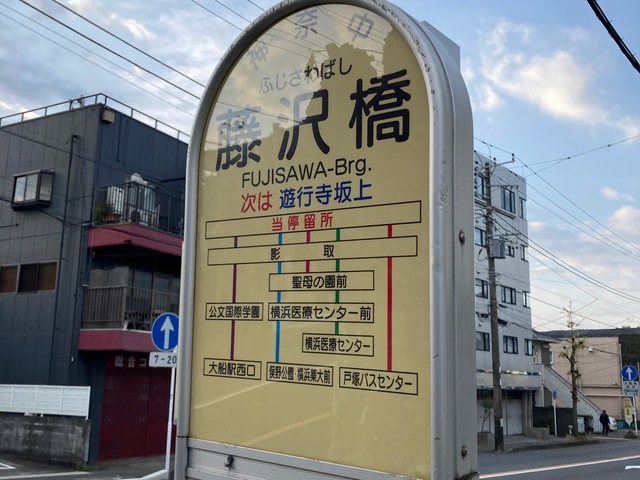 神奈中
ふじさわばし
藤沢橋
FUJISAWA-Brg.
次は 遊行寺坂上
当停留所
影取
聖母の園前
公文国際学園 横浜医療センター前
横浜医療センター
大船駅西口 俣野公園・横浜薬大前 戸塚バスセンター
7-20
総合コ